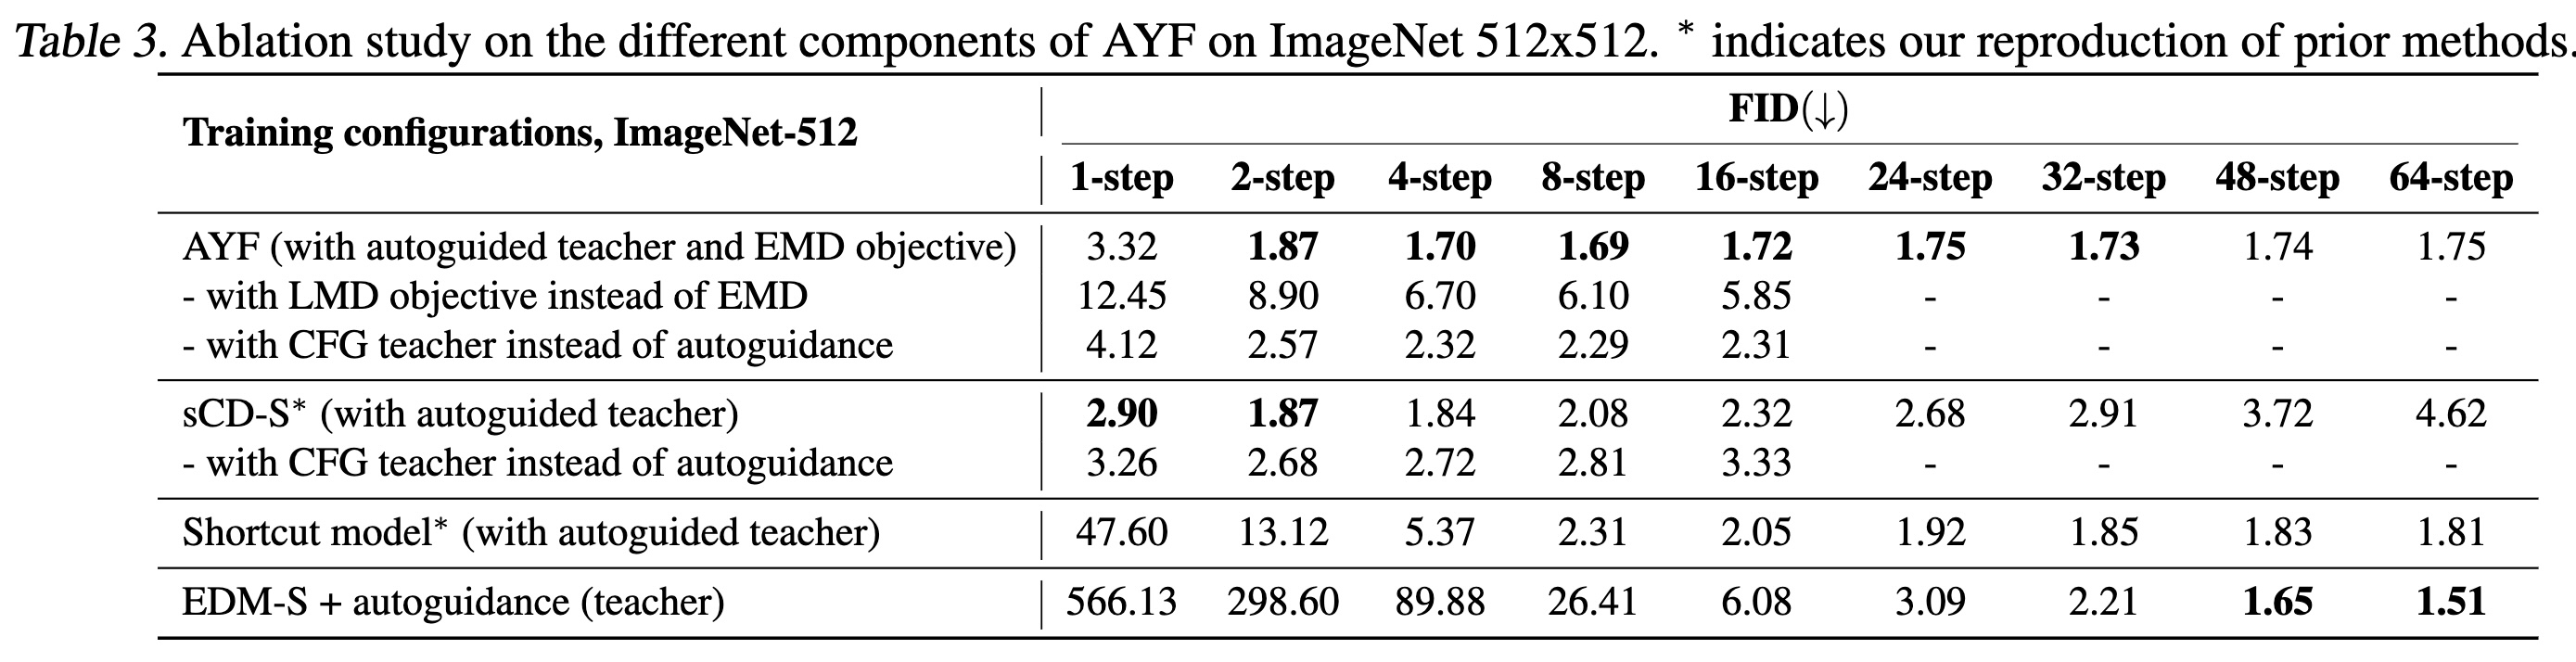 Table 3. Ablation study on the different components of AYF on ImageNet 512x512. * indicates our reproduction of prior methods.
Training configurations, ImageNet-512 FID(↓)
1-step 2-step 4-step 8-step 16-step 24-step 32-step 48-step 64-step
AYF (with autoguided teacher and EMD objective) 3.32 1.87 1.70 1.69 1.72 1.75 1.73 1.74 1.75
- with LMD objective instead of EMD 12.45 8.90 6.70 6.10 5.85 - - - -
- with CFG teacher instead of autoguidance 4.12 2.57 2.32 2.29 2.31 - - - -
sCD-S* (with autoguided teacher) 2.90 1.87 1.84 2.08 2.32 2.68 2.91 3.72 4.62
- with CFG teacher instead of autoguidance 3.26 2.68 2.72 2.81 3.33 - - - -
Shortcut model* (with autoguided teacher) 47.60 13.12 5.37 2.31 2.05 1.92 1.85 1.83 1.81
EDM-S + autoguidance (teacher) 566.13 298.60 89.88 26.41 6.08 3.09 2.21 1.65 1.51